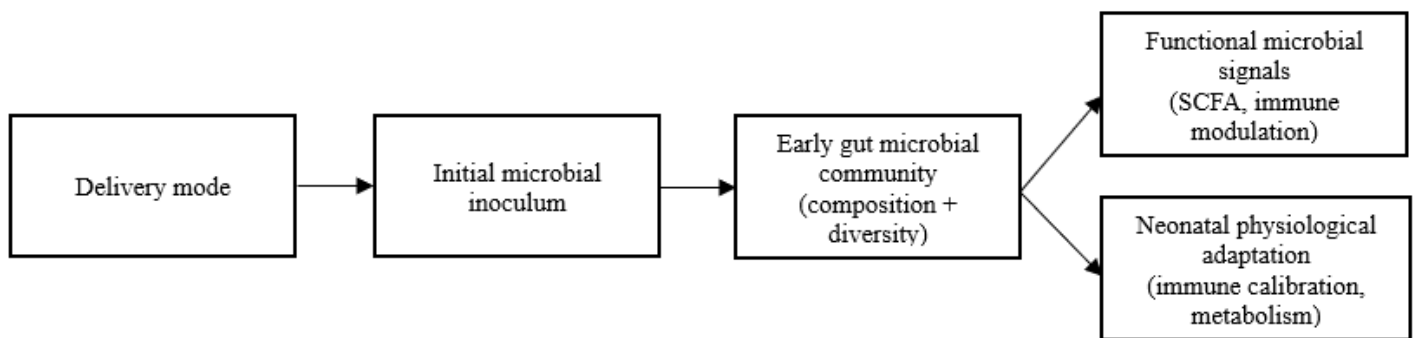 Delivery mode
Initial microbial
inoculum
Early gut microbial
community
(composition +
diversity)
Functional microbial
signals
(SCFA, immune
modulation)
Neonatal physiological
adaptation
(immune calibration,
metabolism)